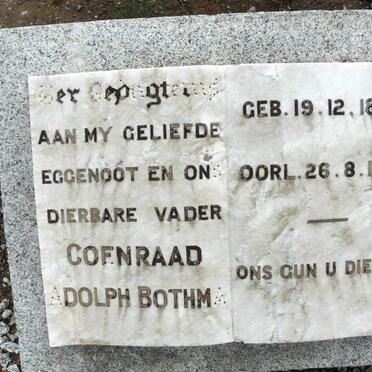 Ter Gedagtenis
AAN MY GELIEFDE
EGGENOOT EN ONS
DIERBARE VADER
COENRAAD
ADOLPH BOTHMA
GEB. 19. 12. 18
OORL. 26. 8. 1
ONS GUN U DIE